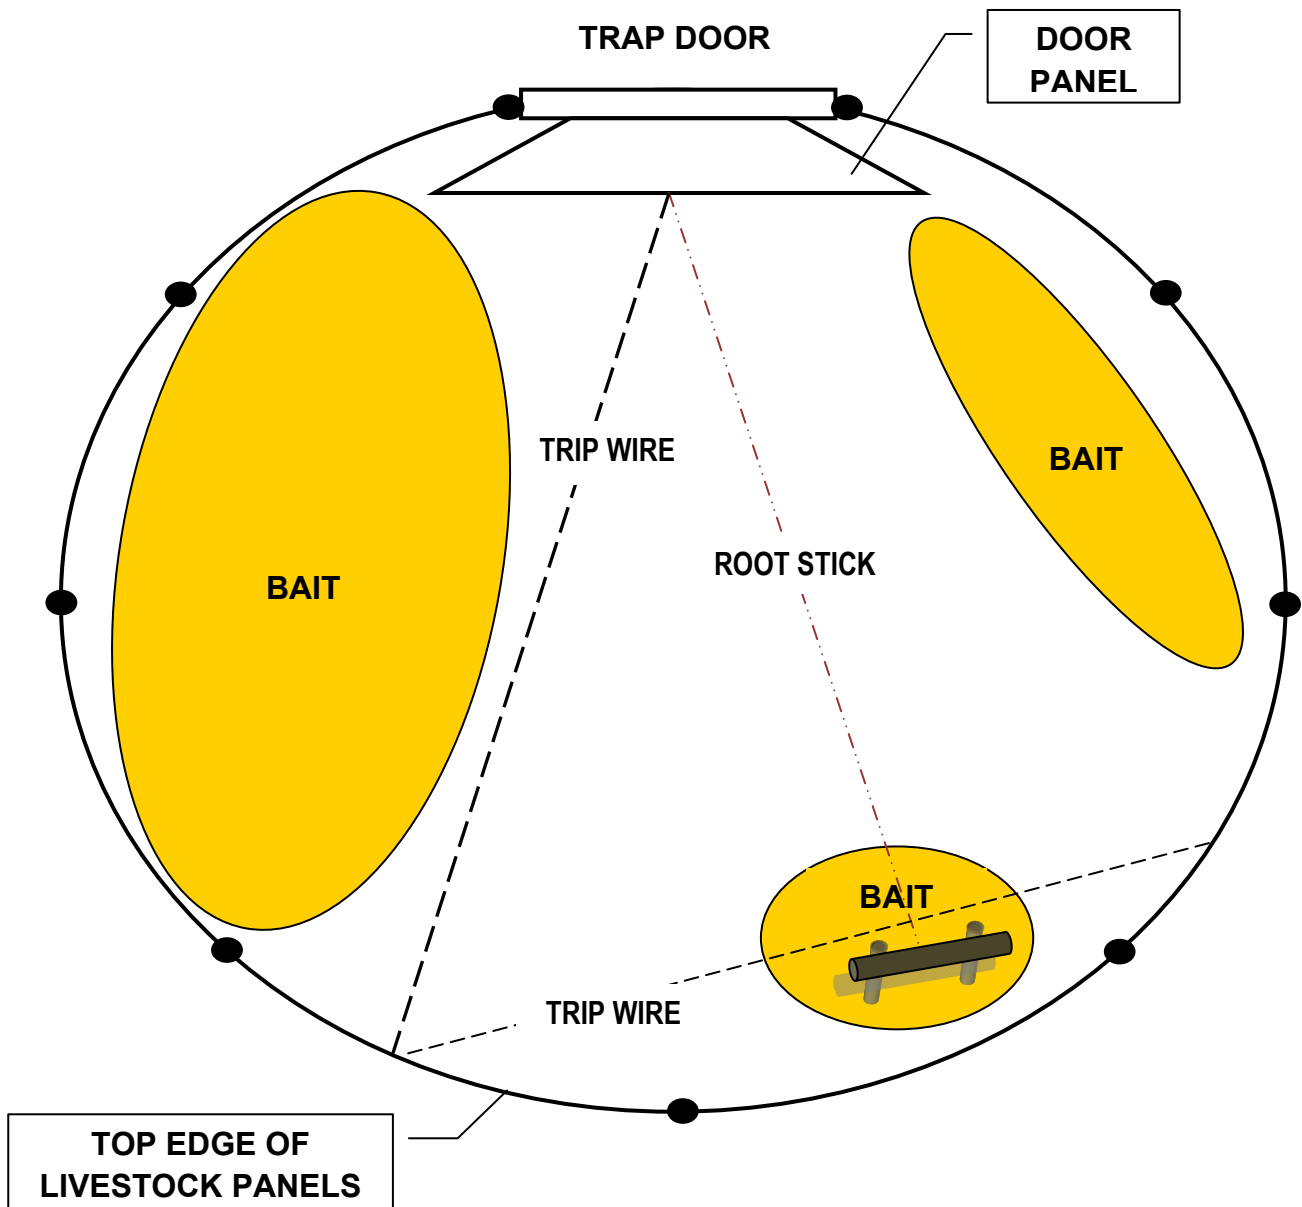 TRAP DOOR
DOOR
PANEL
TRIP WIRE
BAIT
ROOT STICK
BAIT
BAIT
TRIP WIRE
TOP EDGE OF
LIVESTOCK PANELS